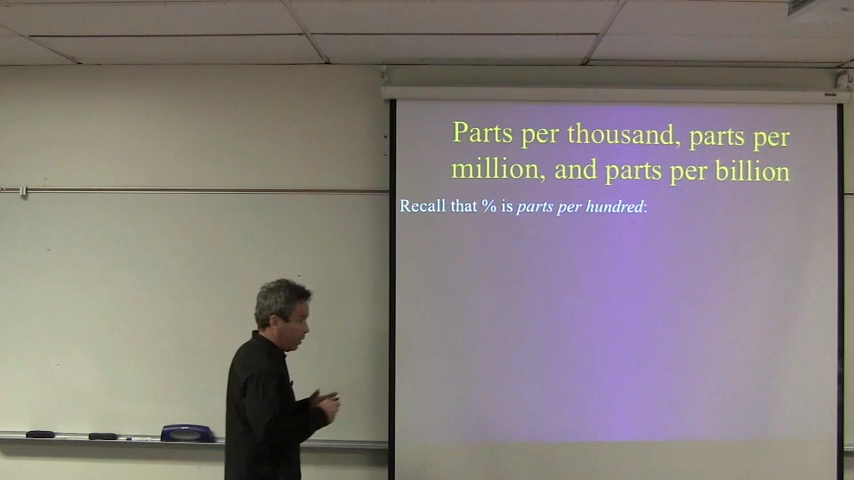 Parts per thousand, parts per
million, and parts per billion
Recall that % is parts per hundred: